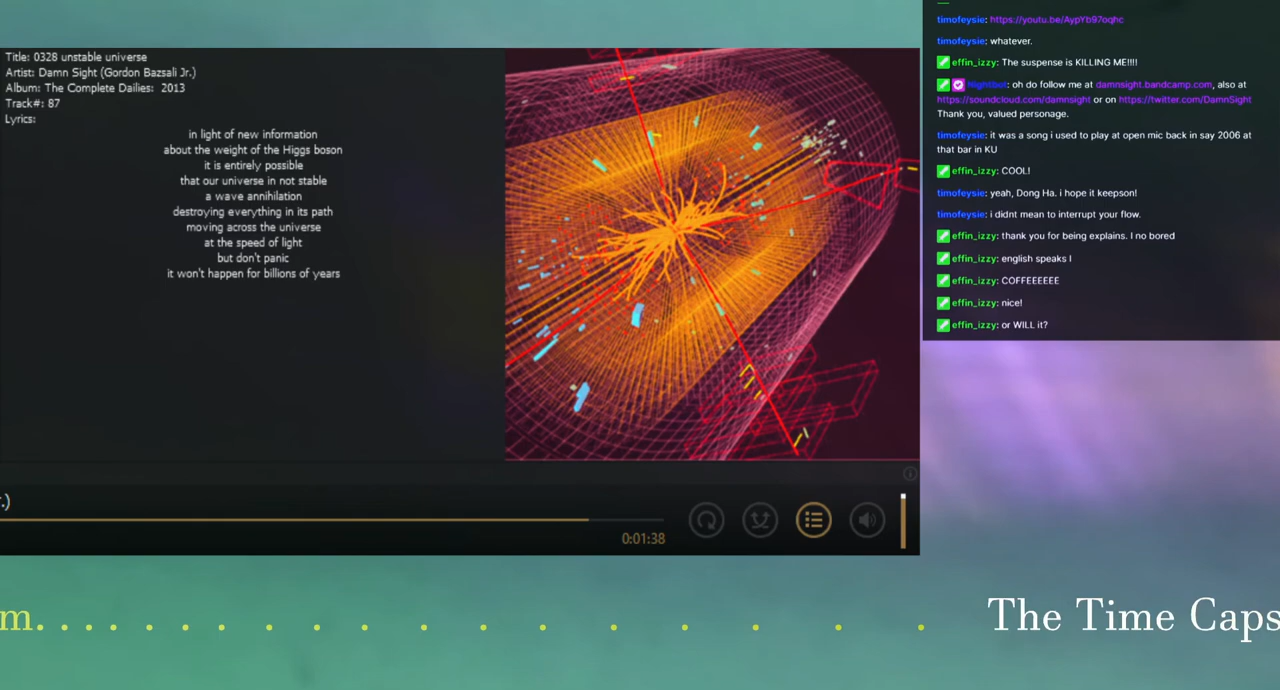 Title: 0328 unstable universe
Artist: Damn Sight (Gordon Bazsali Jr.)
Album: The Complete Dailies:  2013
Track#: 87
Lyrics:
in light of new information
about the weight of the Higgs boson
it is entirely possible
that our universe in not stable
a wave annihilation
destroying everything in its path
moving across the universe
at the speed of light
but don't panic
it won't happen for billions of years
.)
0:01:38
timofeysie: https://youtu.be/AypYb97oqhc
timofeysie: whatever.
effin_izzy: The suspense is KILLING ME!!!!
Nightbot: oh do follow me at damnsight.bandcamp.com, also at
https://soundcloud.com/damnsight or on https://twitter.com/DamnSight
Thank you, valued personage.
timofeysie: it was a song i used to play at open mic back in say 2006 at
that bar in KU
effin_izzy: COOL!
timofeysie: yeah, Dong Ha. i hope it keepson!
timofeysie: i didnt mean to interrupt your flow.
effin_izzy: thank you for being explains. I no bored
effin_izzy: english speaks I
effin_izzy: COFFEEEEEE
effin_izzy: nice!
effin_izzy: or WILL it?
m. . . . . . . . . . . . . . . . . . The Time Caps